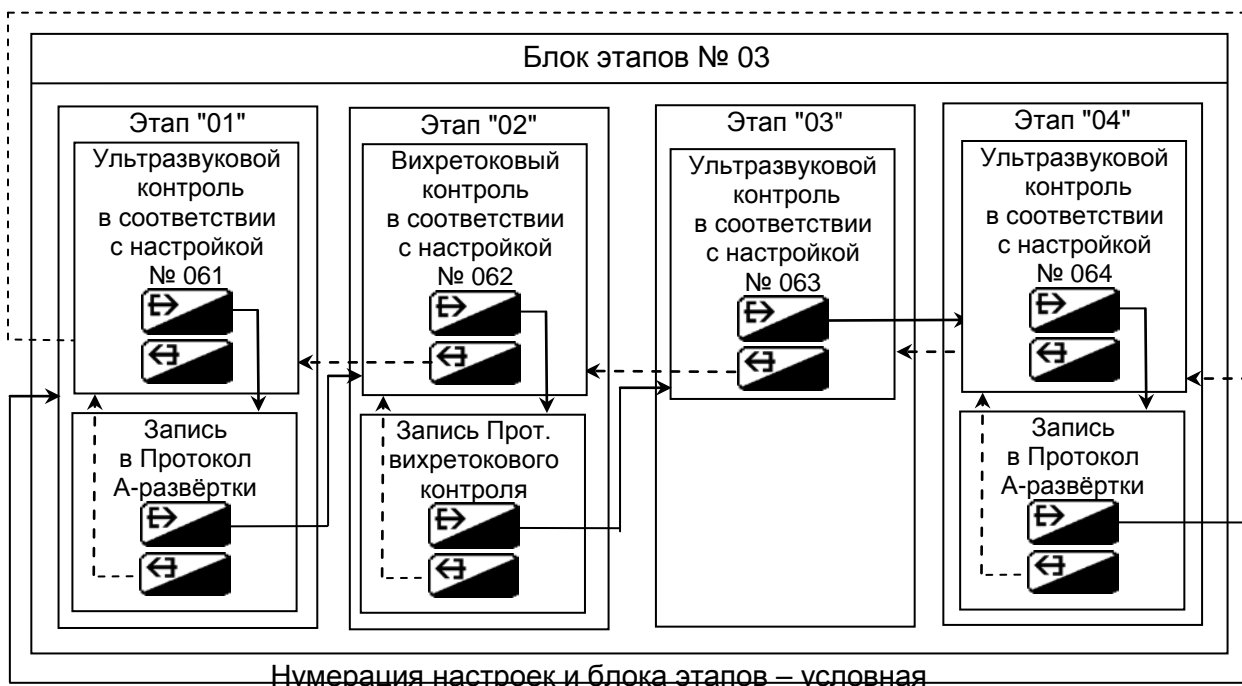 Блок этапов № 03
Этап "01"
Ультразвуковой
контроль
в соответствии
с настройкой
№ 061
Запись
в Протокол
А-развёртки
Этап "02"
Вихретоковый
контроль
в соответствии
с настройкой
№ 062
Запись Прот.
вихретокового
контроля
Этап "03"
Ультразвуковой
контроль
в соответствии
с настройкой
№ 063
Этап "04"
Ультразвуковой
контроль
в соответствии
с настройкой
№ 064
Запись
в Протокол
А-развёртки
Нумерация настроек и блока этапов – условная